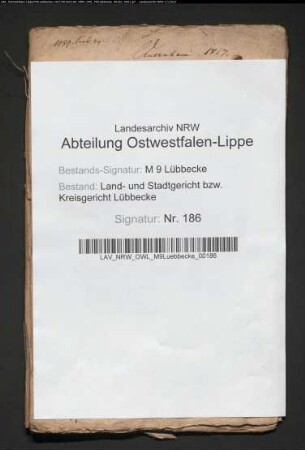 1817.
Landesarchiv NRW
Abteilung Ostwestfalen-Lippe
Bestands-Signatur: M 9 Lübbecke
Bestand: Land- und Stadtgericht bzw.
Kreisgericht Lübbecke
Signatur: Nr. 186
LAV_NRW_OWL_M9Luebbecke_00186